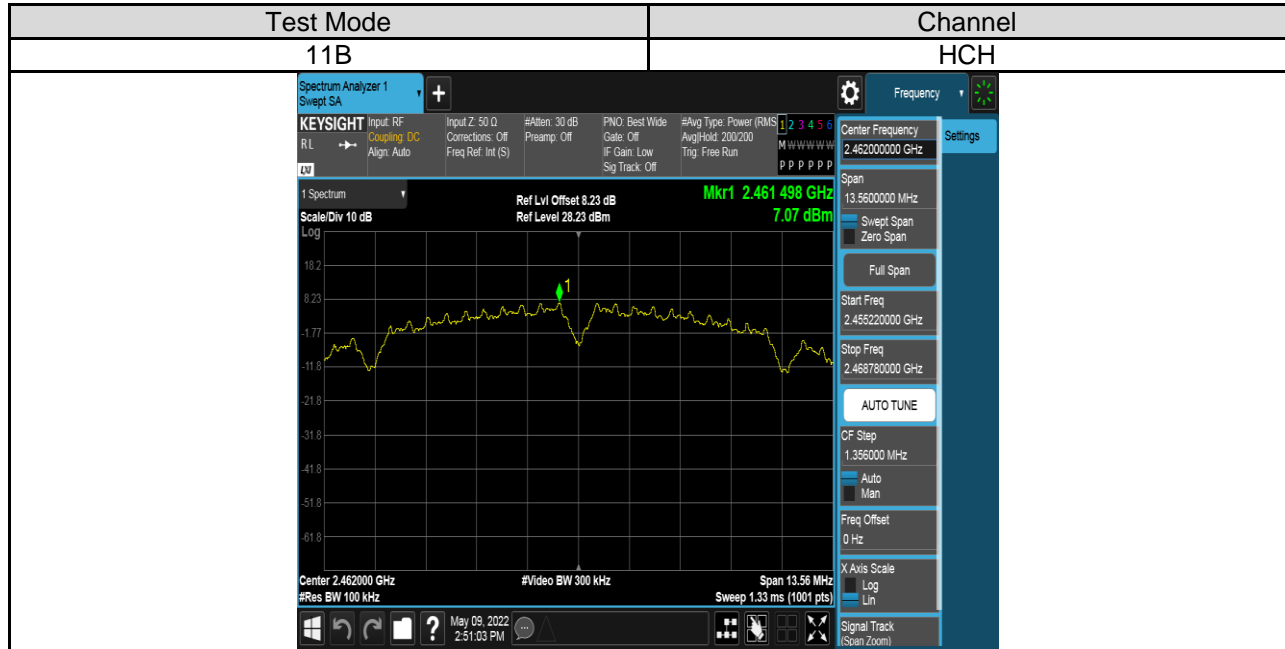 Test Mode Channel
11B HCH
Spectrum Analyzer 1
Swept SA
+
Frequency
KEYSIGHT
RL
LXI
Input: RF
Coupling: DC
Align: Auto
Input Z: 50 Ω
Corrections: Off
Freq Ref: Int (S)
#Atten: 30 dB
Preamp: Off
PNO: Best Wide
Gate: Off
IF Gain: Low
Sig Track: Off
#Avg Type: Power (RMS
Avg|Hold: 200/200
Trig: Free Run
1 2 3 4 5 6
M W W W W W
P P P P P P
1 Spectrum
Scale/Div 10 dB
Log
Ref Lvl Offset 8.23 dB
Ref Level 28.23 dBm
Mkr1 2.461 498 GHz
7.07 dBm
18.2
8.23
-1.77
-11.8
-21.8
-31.8
-41.8
-51.8
-61.8
1
Center 2.462000 GHz
#Res BW 100 kHz
#Video BW 300 kHz
Span 13.56 MHz
Sweep 1.33 ms (1001 pts)
?
May 09, 2022
2:51:03 PM
Center Frequency
2.462000000 GHz
Settings
Span
13.5600000 MHz
Swept Span
Zero Span
Full Span
Start Freq
2.455220000 GHz
Stop Freq
2.468780000 GHz
AUTO TUNE
CF Step
1.356000 MHz
Auto
Man
Freq Offset
0 Hz
X Axis Scale
Log
Lin
Signal Track
(Span Zoom)